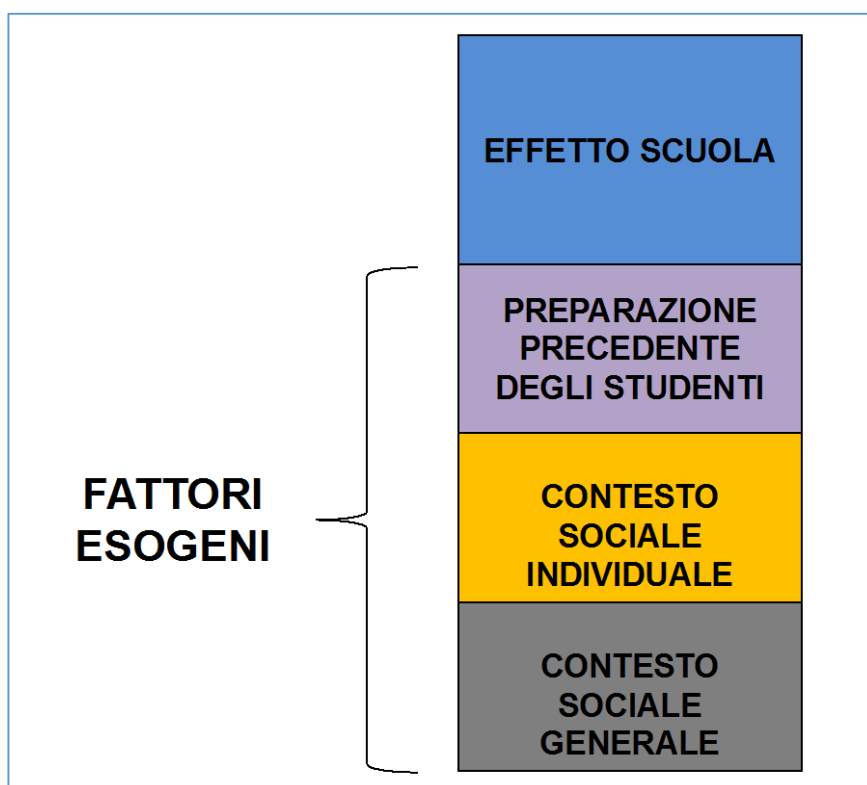 EFFETTO SCUOLA
PREPARAZIONE
PRECEDENTE
DEGLI STUDENTI
FATTORI
ESOGENI
CONTESTO
SOCIALE
INDIVIDUALE
CONTESTO
SOCIALE
GENERALE